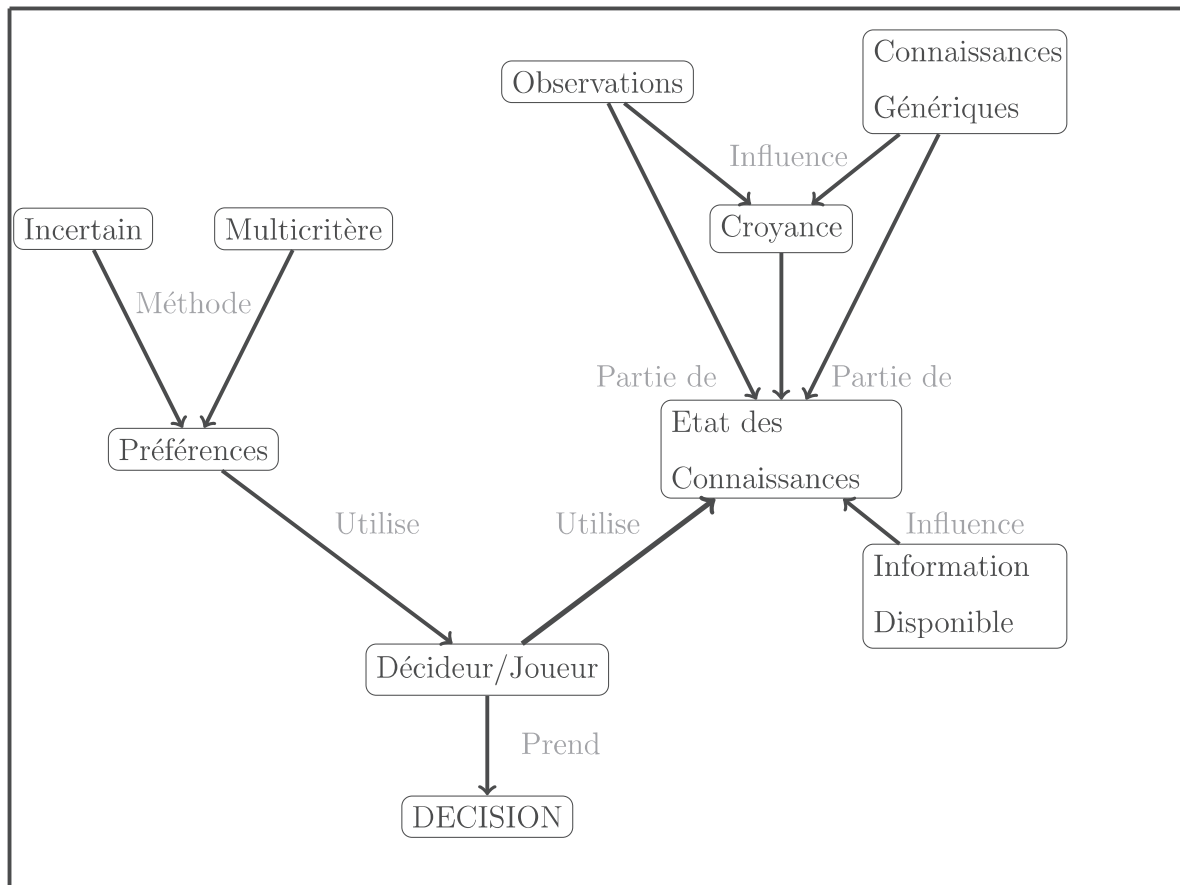 Observations
Connaissances
Génériques
Influence
Incertain
Multicritère
Croyance
Méthode
Partie de
Partie de
Etat des
Connaissances
Préférences
Utilise
Utilise
Influence
Information
Disponible
Décideur/Joueur
Prend
DECISION